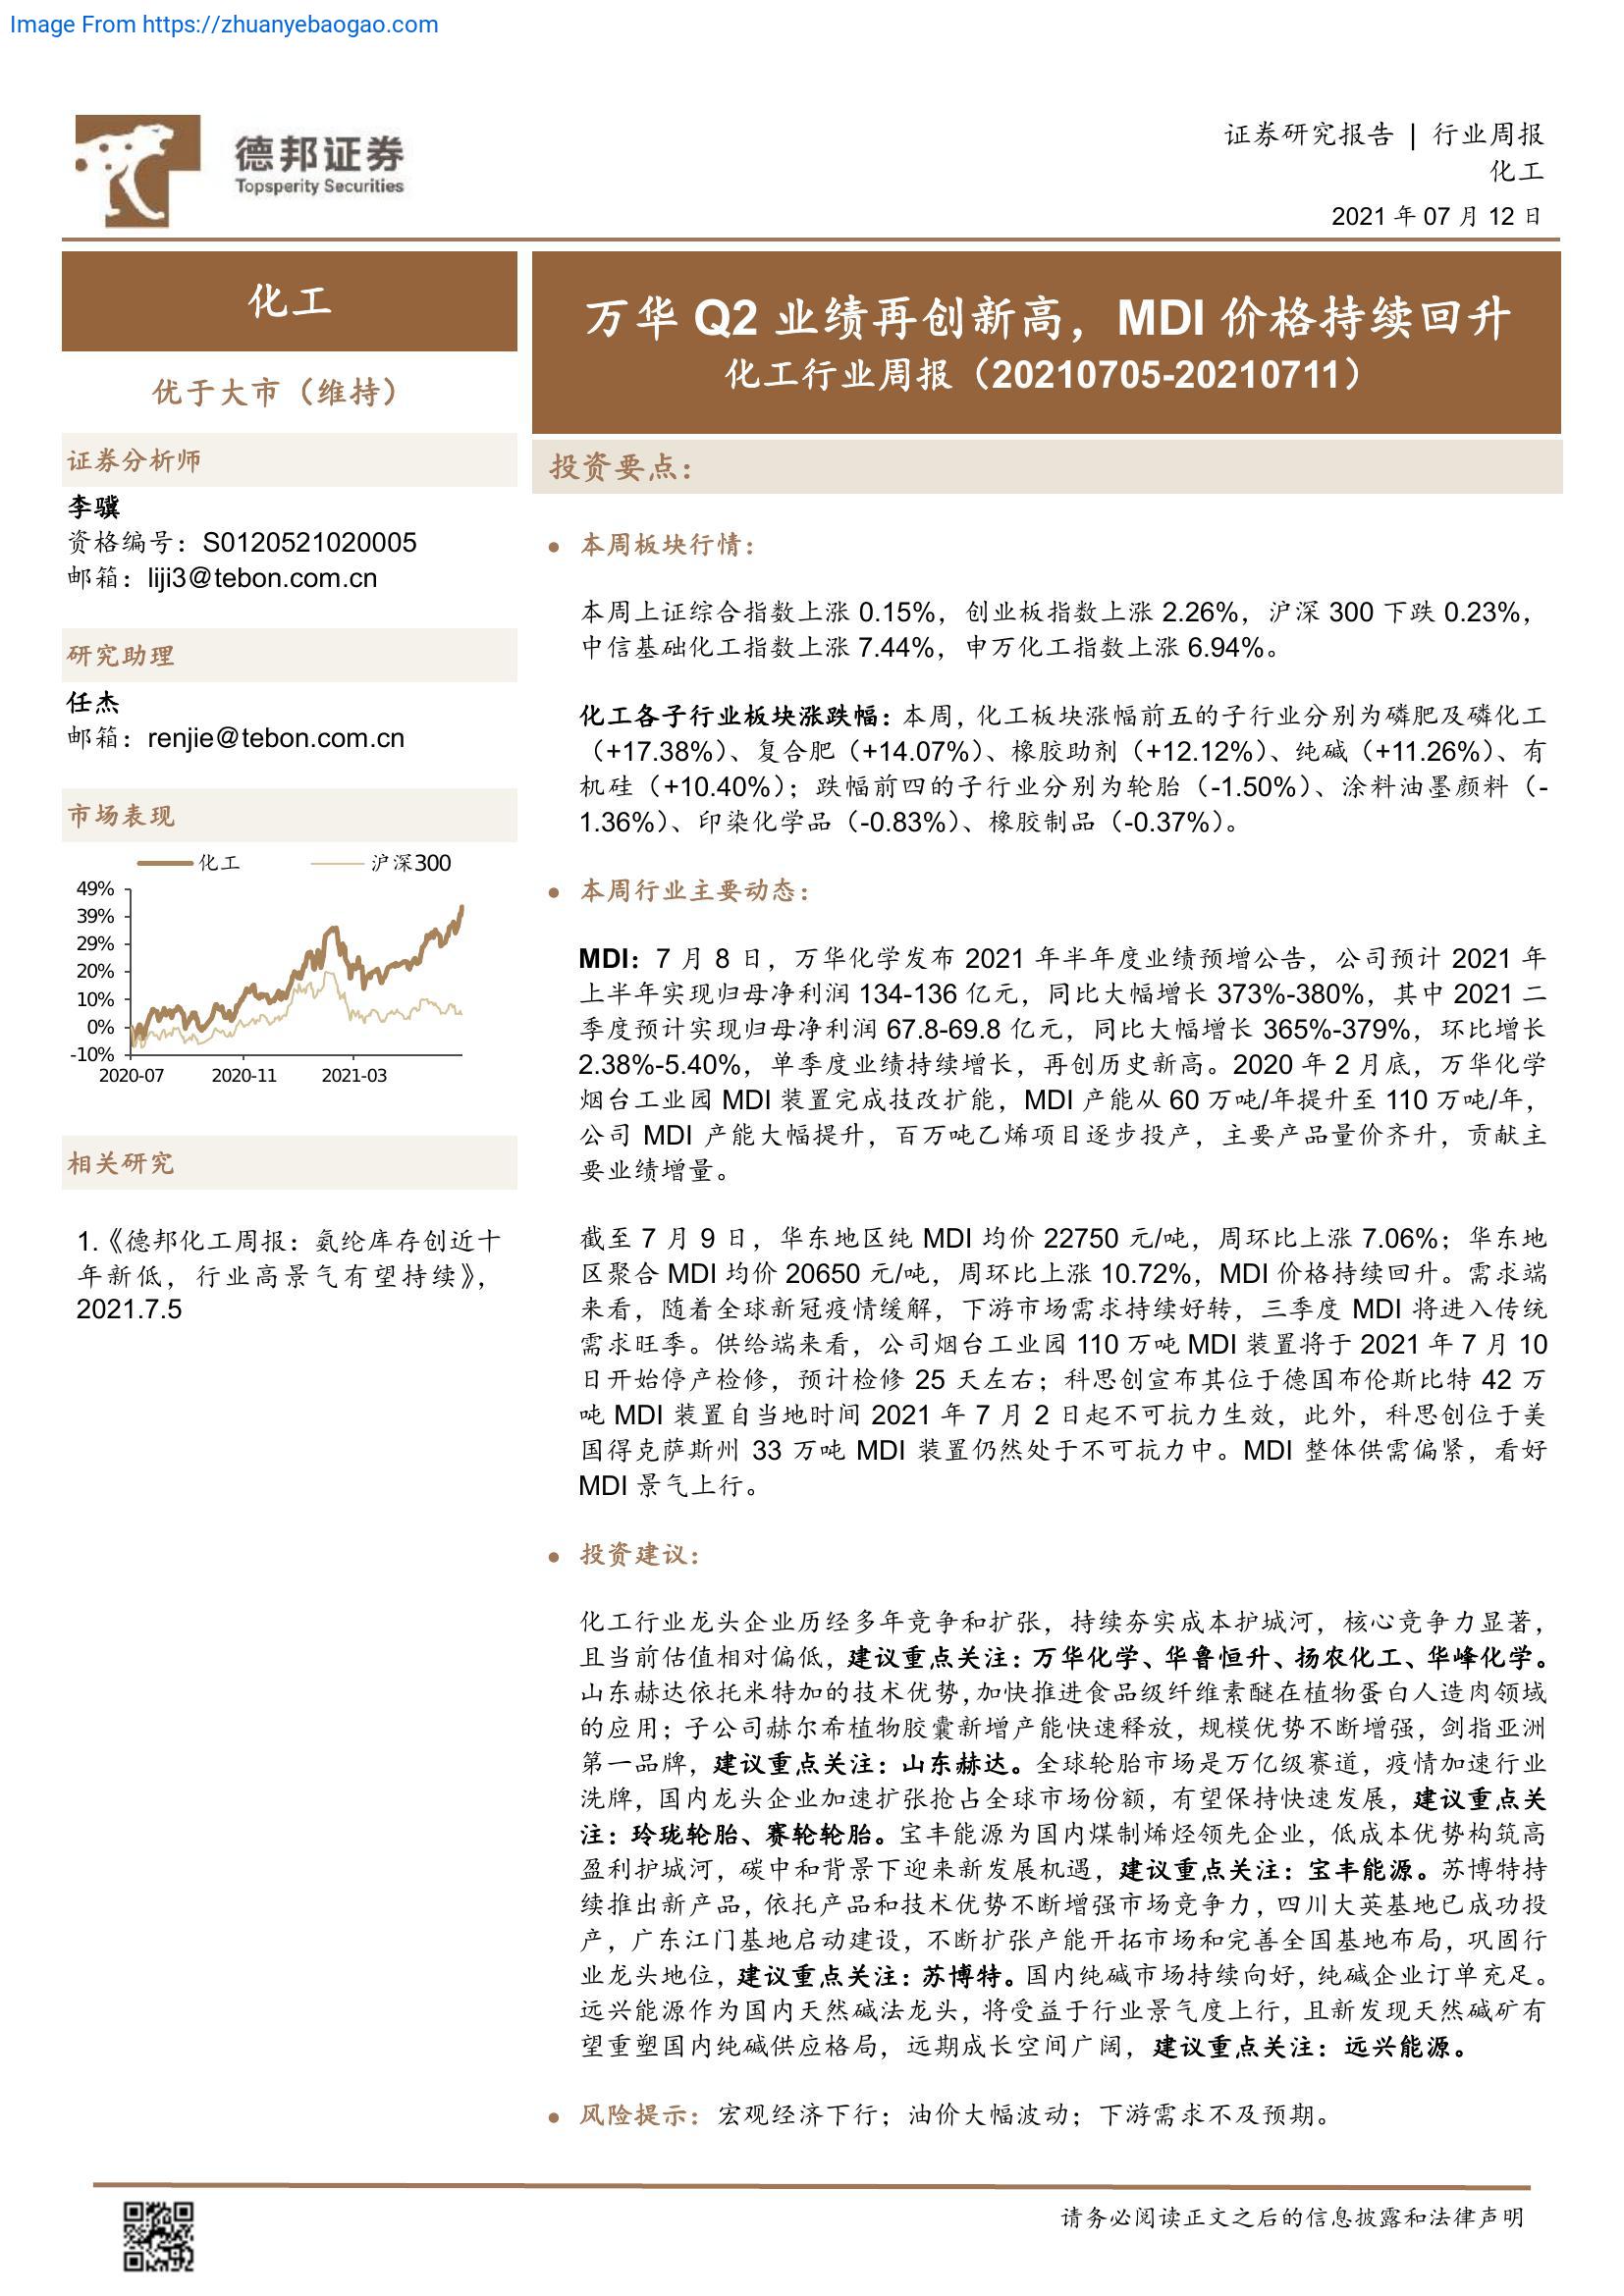 Image From https://zhuanyebaogao.com
德邦证券
Topsperity Securities
证券研究报告 | 行业周报
化工
2021 年 07 月 12 日
化工
优于大市（维持）
证券分析师
李骥
资格编号：S0120521020005
邮箱：liji3@tebon.com.cn
研究助理
任杰
邮箱：renjie@tebon.com.cn
市场表现
化工 沪深300
49%
39%
29%
20%
10%
0%
-10%
2020-07 2020-11 2021-03
相关研究
1.《德邦化工周报：氨纶库存创近十
年新低，行业高景气有望持续》，
2021.7.5
万华 Q2 业绩再创新高，MDI 价格持续回升
化工行业周报（20210705-20210711）
投资要点：
● 本周板块行情：
本周上证综合指数上涨 0.15%，创业板指数上涨 2.26%，沪深 300 下跌 0.23%，
中信基础化工指数上涨 7.44%，申万化工指数上涨 6.94%。
化工各子行业板块涨跌幅：本周，化工板块涨幅前五的子行业分别为磷肥及磷化工
（+17.38%）、复合肥（+14.07%）、橡胶助剂（+12.12%）、纯碱（+11.26%）、有
机硅（+10.40%）；跌幅前四的子行业分别为轮胎（-1.50%）、涂料油墨颜料（-
1.36%）、印染化学品（-0.83%）、橡胶制品（-0.37%）。
● 本周行业主要动态：
MDI：7 月 8 日，万华化学发布 2021 年半年度业绩预增公告，公司预计 2021 年
上半年实现归母净利润 134-136 亿元，同比大幅增长 373%-380%，其中 2021 二
季度预计实现归母净利润 67.8-69.8 亿元，同比大幅增长 365%-379%，环比增长
2.38%-5.40%，单季度业绩持续增长，再创历史新高。2020 年 2 月底，万华化学
烟台工业园 MDI 装置完成技改扩能，MDI 产能从 60 万吨/年提升至 110 万吨/年，
公司 MDI 产能大幅提升，百万吨乙烯项目逐步投产，主要产品量价齐升，贡献主
要业绩增量。
截至 7 月 9 日，华东地区纯 MDI 均价 22750 元/吨，周环比上涨 7.06%；华东地
区聚合 MDI 均价 20650 元/吨，周环比上涨 10.72%，MDI 价格持续回升。需求端
来看，随着全球新冠疫情缓解，下游市场需求持续好转，三季度 MDI 将进入传统
需求旺季。供给端来看，公司烟台工业园 110 万吨 MDI 装置将于 2021 年 7 月 10
日开始停产检修，预计检修 25 天左右；科思创宣布其位于德国布伦斯比特 42 万
吨 MDI 装置自当地时间 2021 年 7 月 2 日起不可抗力生效，此外，科思创位于美
国得克萨斯州 33 万吨 MDI 装置仍然处于不可抗力中。MDI 整体供需偏紧，看好
MDI 景气上行。
● 投资建议：
化工行业龙头企业历经多年竞争和扩张，持续夯实成本护城河，核心竞争力显著，
且当前估值相对偏低，建议重点关注：万华化学、华鲁恒升、扬农化工、华峰化学。
山东赫达依托米特加的技术优势，加快推进食品级纤维素醚在植物蛋白人造肉领域
的应用；子公司赫尔希植物胶囊新增产能快速释放，规模优势不断增强，剑指亚洲
第一品牌，建议重点关注：山东赫达。全球轮胎市场是万亿级赛道，疫情加速行业
洗牌，国内龙头企业加速扩张抢占全球市场份额，有望保持快速发展，建议重点关
注：玲珑轮胎、赛轮轮胎。宝丰能源为国内煤制烯烃领先企业，低成本优势构筑高
盈利护城河，碳中和背景下迎来新发展机遇，建议重点关注：宝丰能源。苏博特持
续推出新产品，依托产品和技术优势不断增强市场竞争力，四川大英基地已成功投
产，广东江门基地启动建设，不断扩张产能开拓市场和完善全国基地布局，巩固行
业龙头地位，建议重点关注：苏博特。国内纯碱市场持续向好，纯碱企业订单充足。
远兴能源作为国内天然碱法龙头，将受益于行业景气度上行，且新发现天然碱矿有
望重塑国内纯碱供应格局，远期成长空间广阔，建议重点关注：远兴能源。
● 风险提示：宏观经济下行；油价大幅波动；下游需求不及预期。
请务必阅读正文之后的信息披露和法律声明